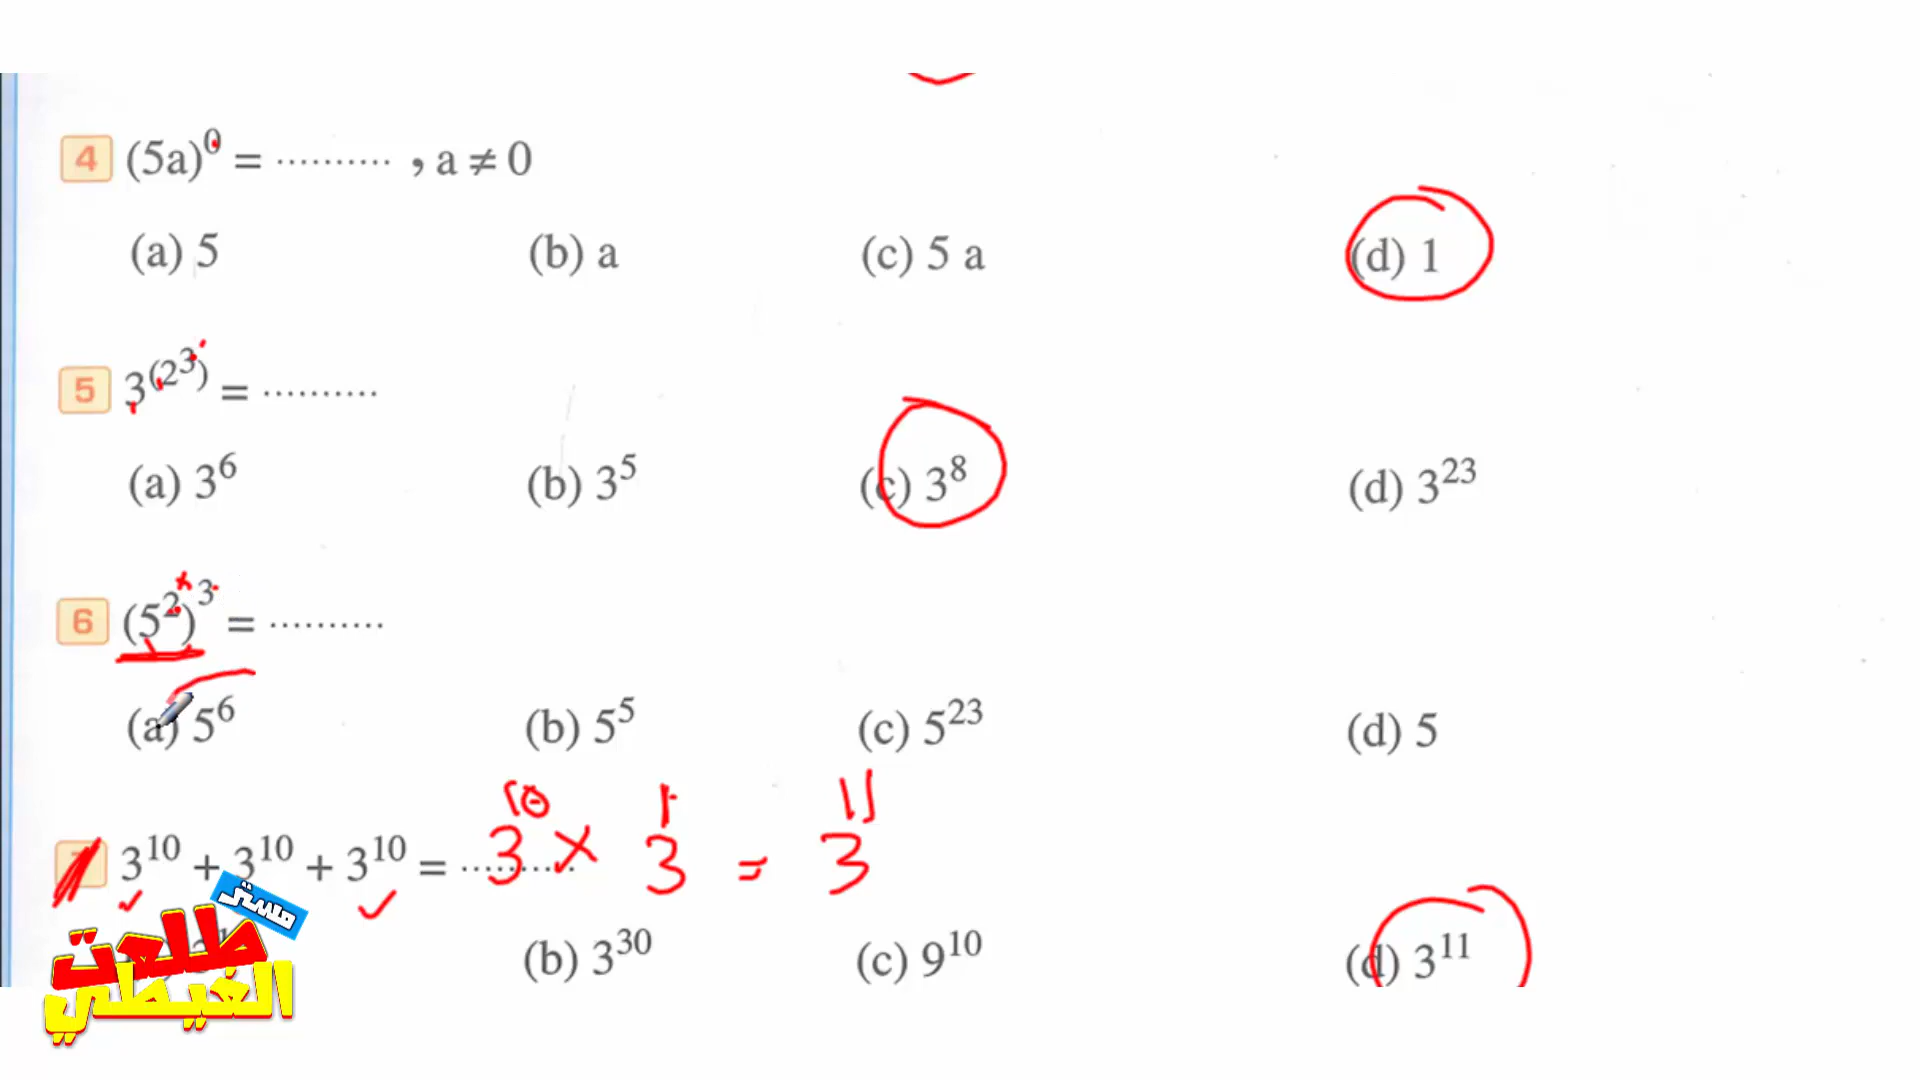 4 (5a)⁰ = .......... , a ≠ 0
(a) 5 (b) a (c) 5 a (d) 1
5 3^(2³) = ..........
(a) 3⁶ (b) 3⁵ (c) 3⁸ (d) 3²³
6 (5²)³ = ..........
× 
(a) 5⁶ (b) 5⁵ (c) 5²³ (d) 5
3¹⁰ + 3¹⁰ + 3¹⁰ = .......... 3¹⁰ × 3¹ = 3¹¹
(b) 3³⁰ (c) 9¹⁰ (d) 3¹¹
مستر
طلعت
الغيطي